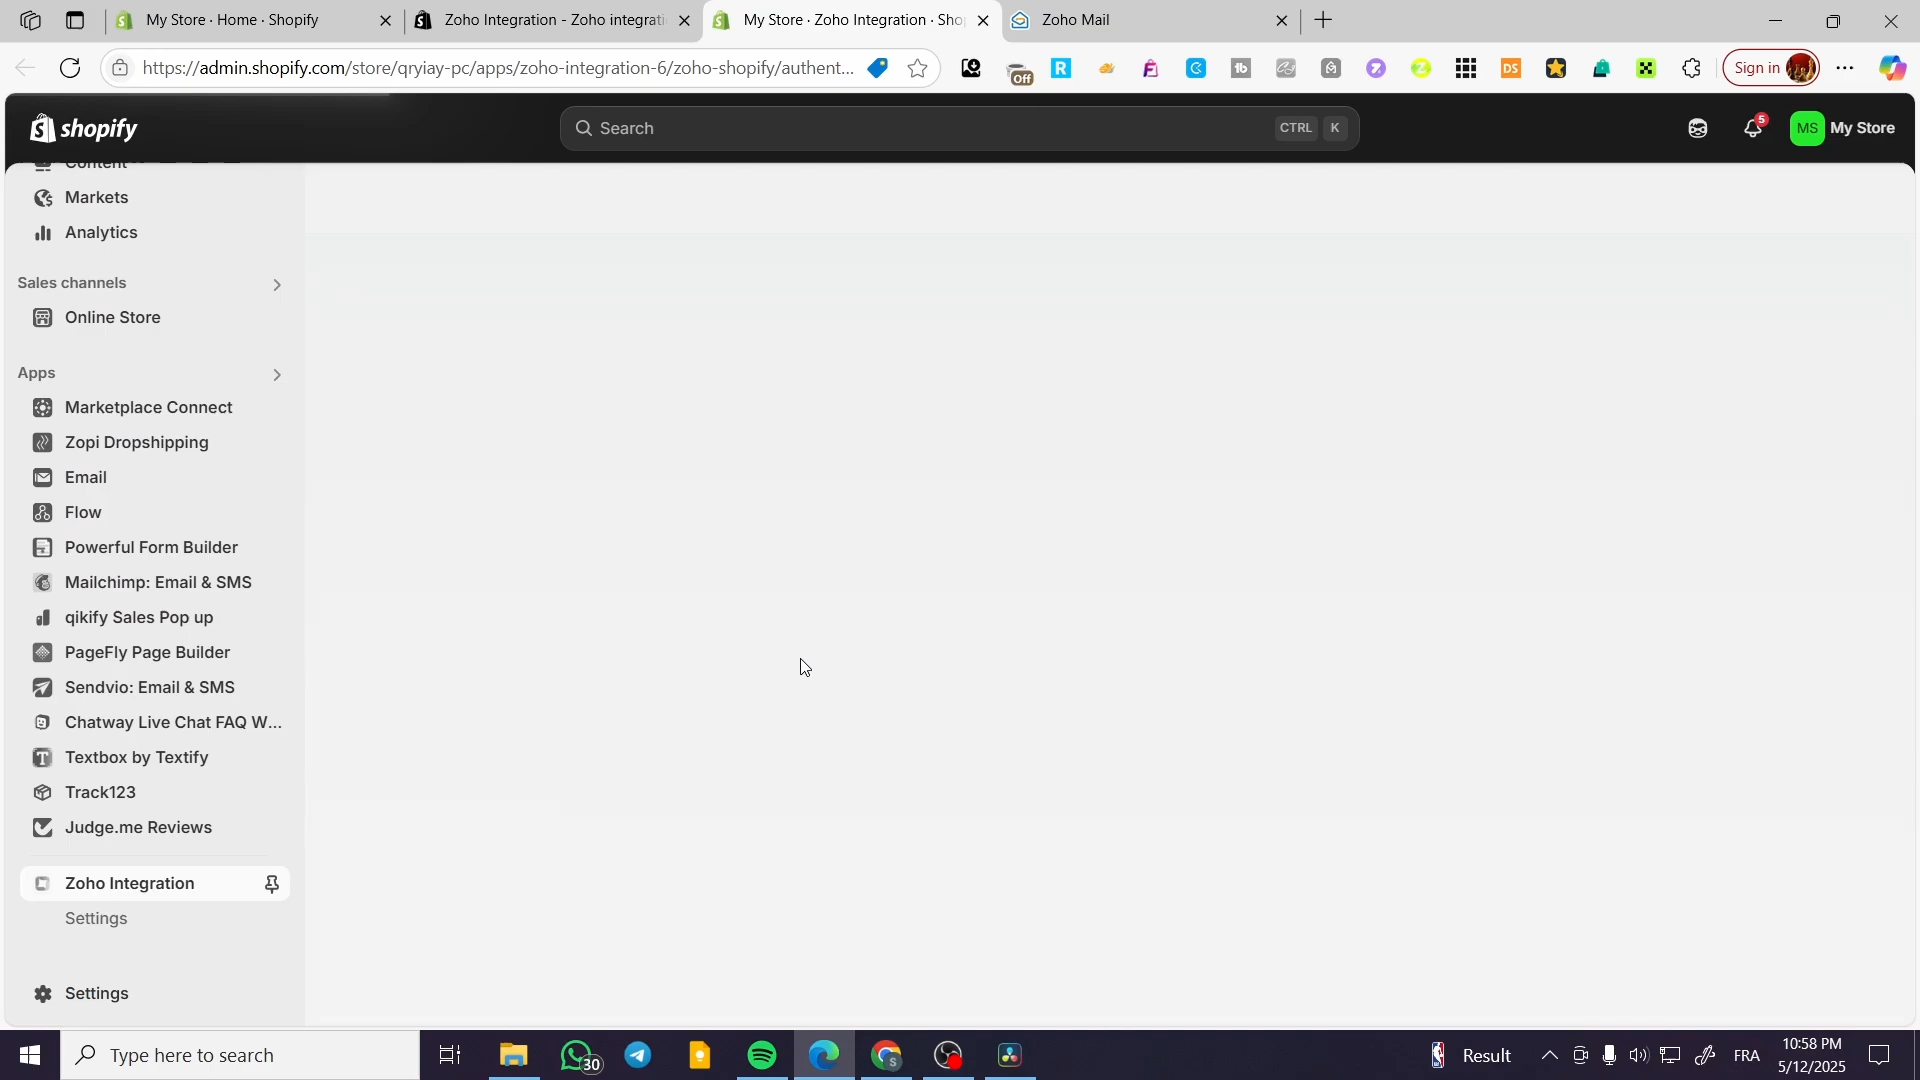 My Store · Home · Shopify
Zoho Integration - Zoho integrati
My Store · Zoho Integration · Sho
Zoho Mail
https://admin.shopify.com/store/qryiay-pc/apps/zoho-integration-6/zoho-shopify/authent...
Off
Sign in
shopify
Search
CTRL K
5
MS
My Store
Content
Markets
Analytics
Sales channels
Online Store
Apps
Marketplace Connect
Zopi Dropshipping
Email
Flow
Powerful Form Builder
Mailchimp: Email & SMS
qikify Sales Pop up
PageFly Page Builder
Sendvio: Email & SMS
Chatway Live Chat FAQ W...
Textbox by Textify
Track123
Judge.me Reviews
Zoho Integration
Settings
Settings
Type here to search
30
Result
FRA
10:58 PM
5/12/2025